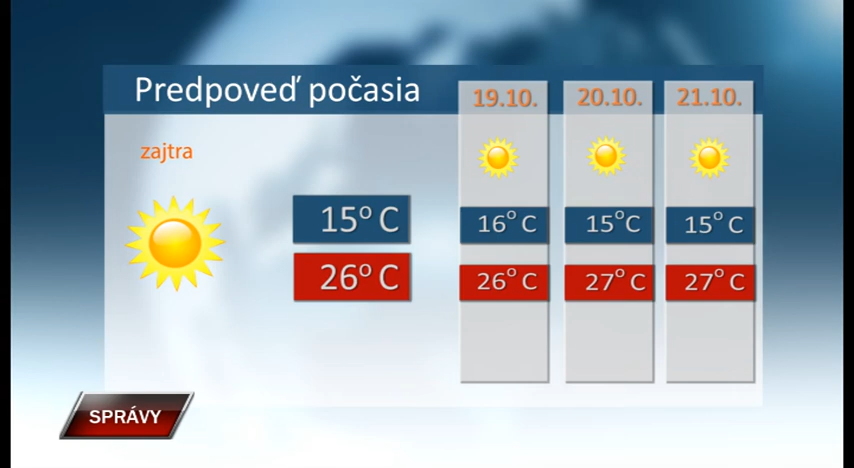 Predpoveď počasia
19.10. 20.10. 21.10.
zajtra
15° C 16° C 15°C 15° C
26° C 26° C 27° C 27° C
SPRÁVY